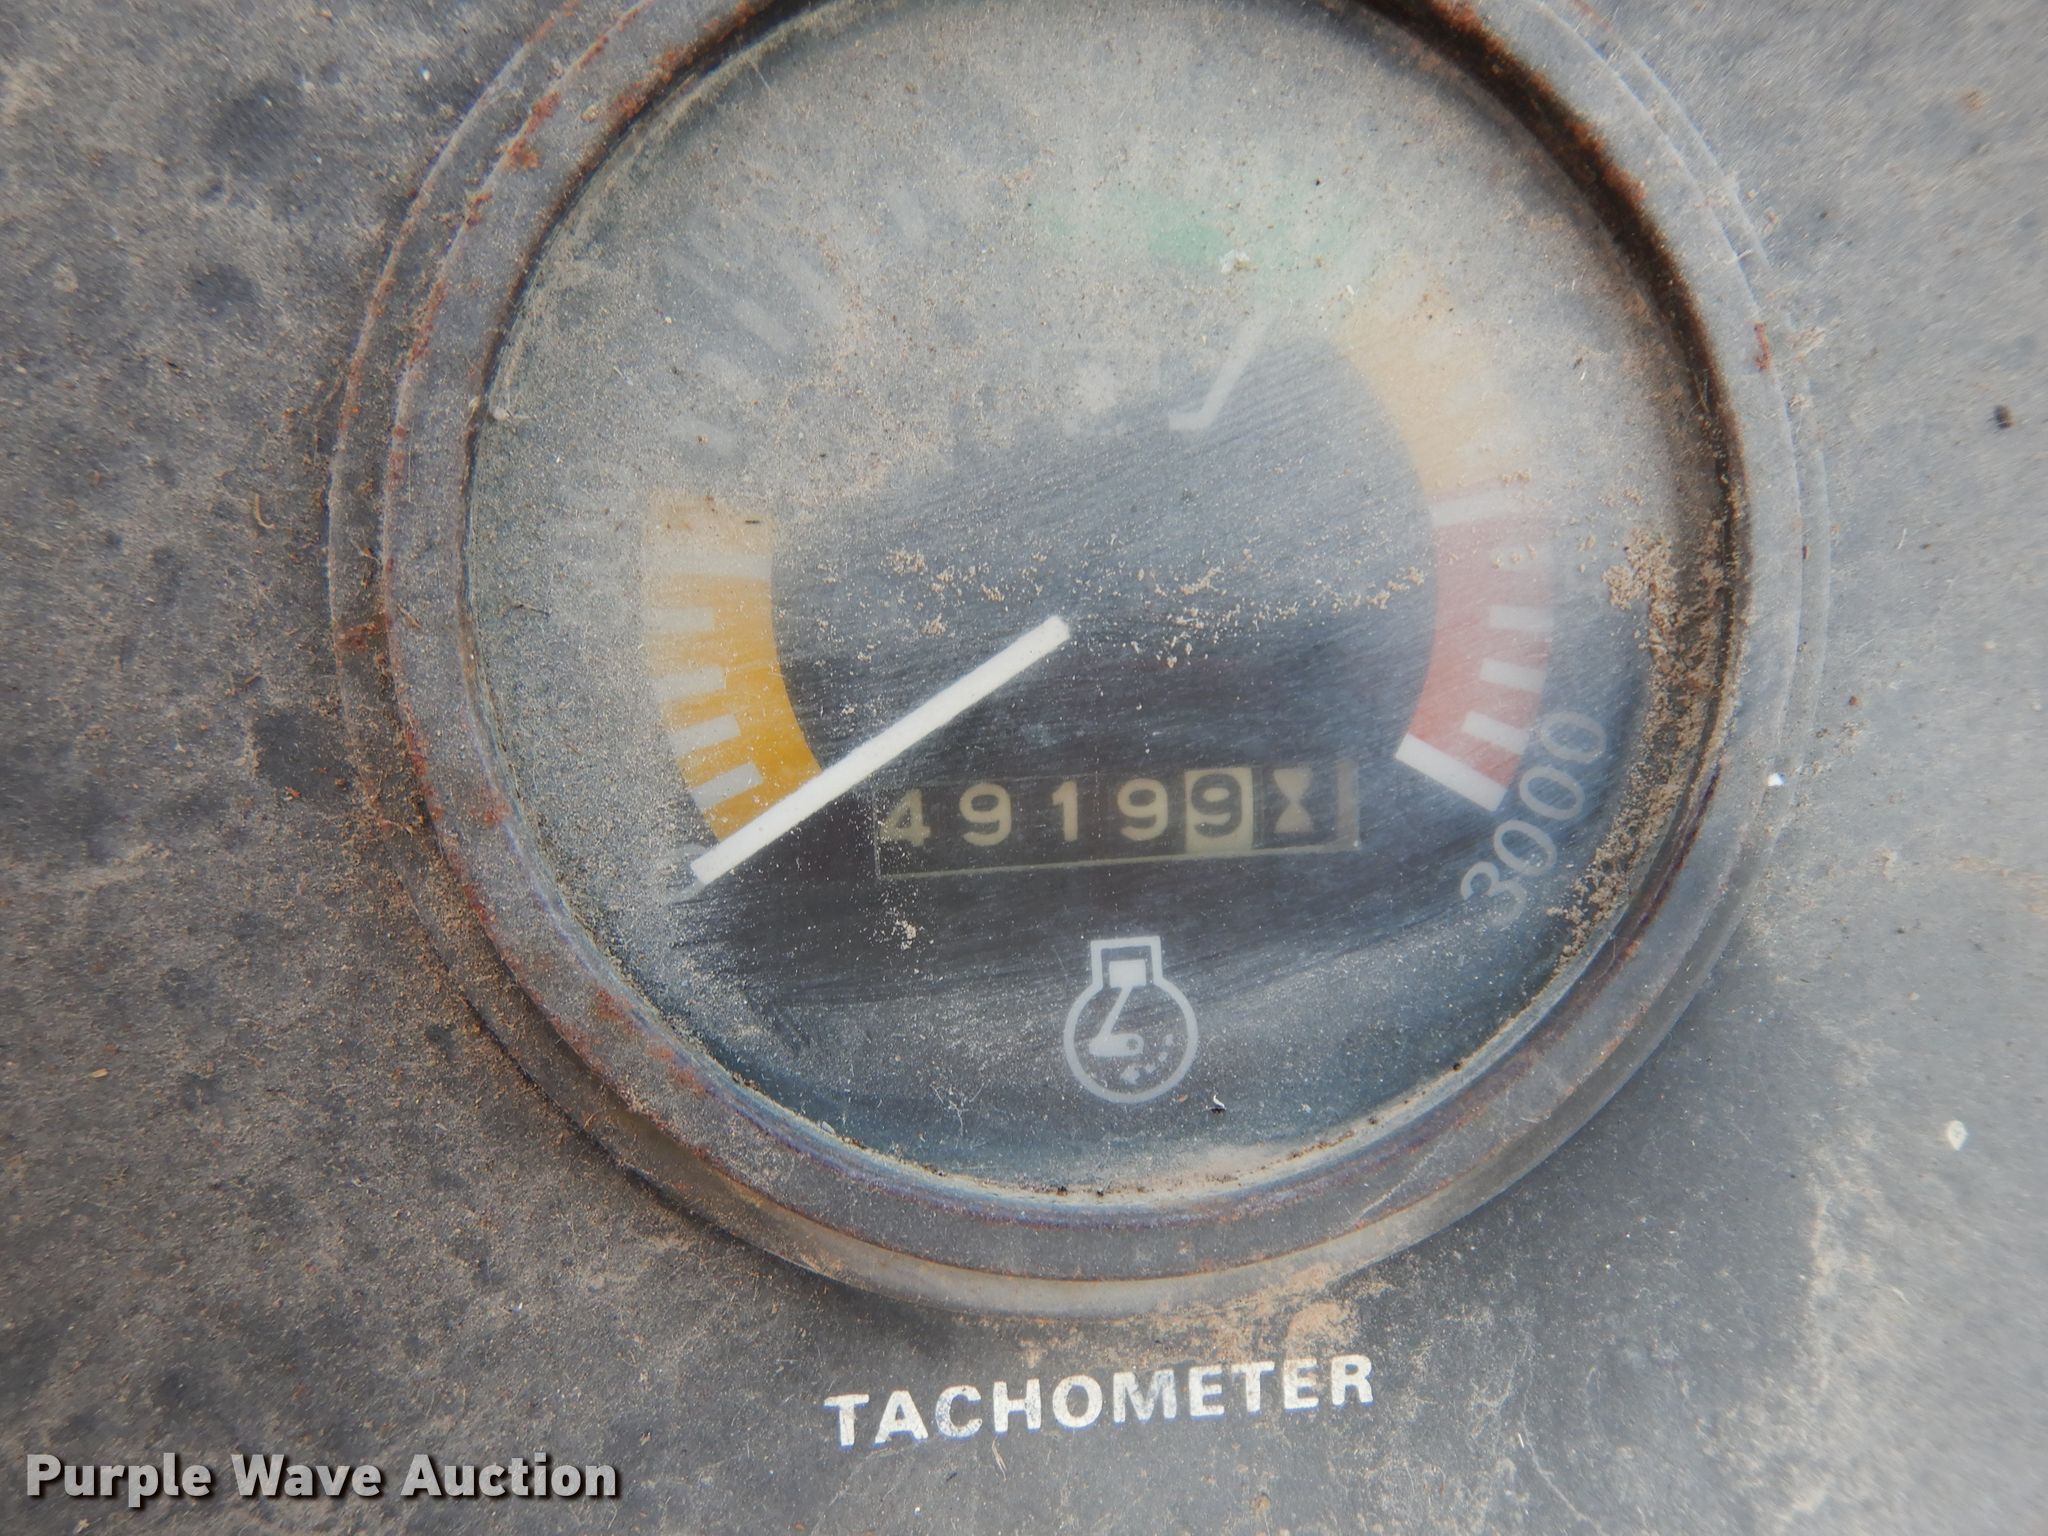 49199
3000
TACHOMETER
Purple Wave Auction